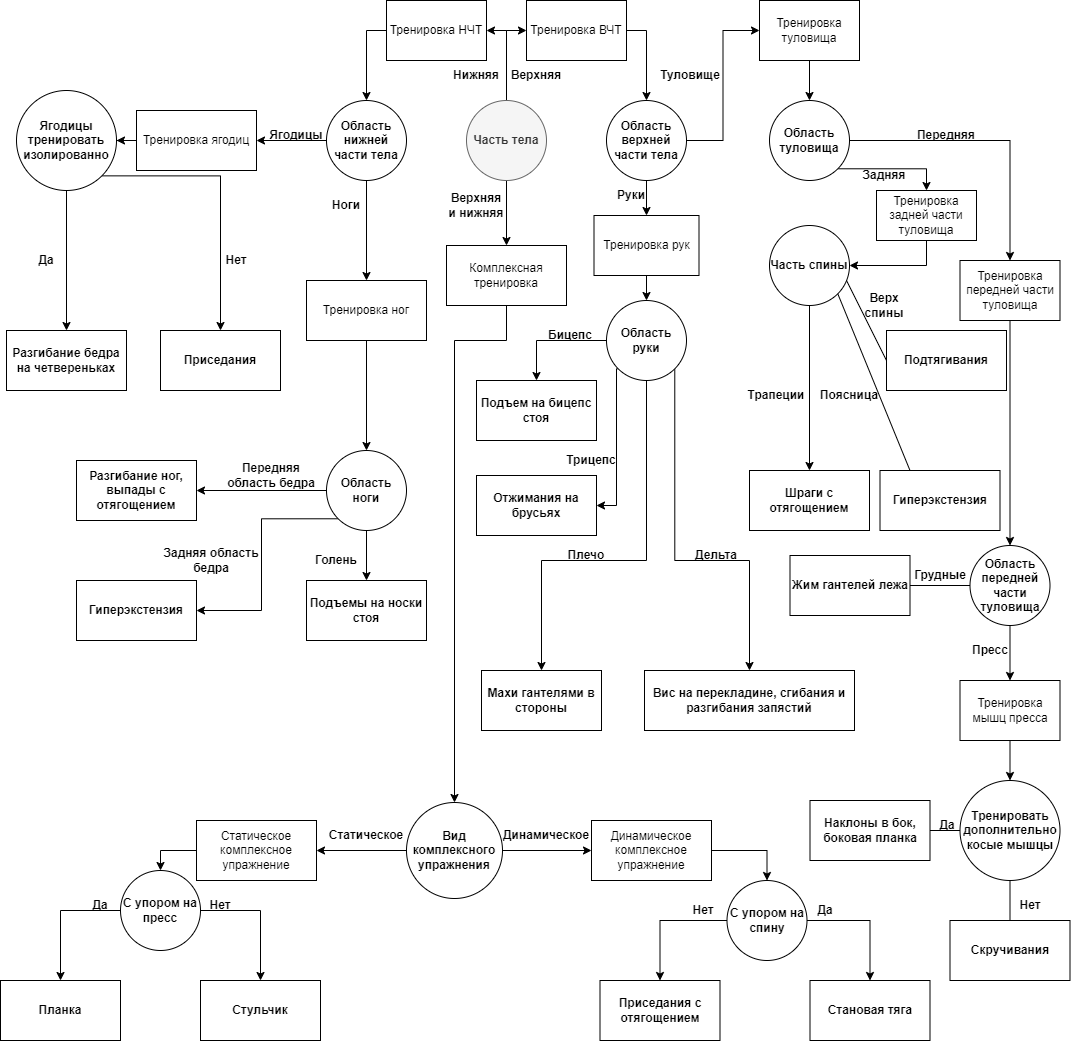 Тренировка НЧТ
Тренировка ВЧТ
Тренировка
туловища
Нижняя
Верхняя
Туловище
Ягодицы
тренировать
изолированно
Тренировка ягодиц
Ягодицы
Область
нижней
части тела
Часть тела
Область
верхней
части тела
Область
туловища
Передняя
Задняя
Ноги
Верхняя
и нижняя
Руки
Тренировка
задней части
туловища
Да
Нет
Комплексная
тренировка
Тренировка рук
Часть спины
Тренировка
передней части
туловища
Тренировка ног
Верх
спины
Разгибание бедра
на четвереньках
Приседания
Бицепс
Область
руки
Подтягивания
Подъем на бицепс
стоя
Трапеции
Поясница
Передняя
область бедра
Трицепс
Разгибание ног,
выпады с
отягощением
Область
ноги
Отжимания на
брусьях
Шраги с
отягощением
Гиперэкстензия
Задняя область
бедра
Голень
Плечо
Дельта
Жим гантелей лежа
Грудные
Область
передней
части
туловища
Гиперэкстензия
Подъемы на носки
стоя
Пресс
Махи гантелями в
стороны
Вис на перекладине, сгибания и
разгибания запястий
Тренировка
мышц пресса
Статическое
комплексное
упражнение
Статическое
Вид
комплексного
упражнения
Динамическое
Динамическое
комплексное
упражнение
Наклоны в бок,
боковая планка
Да
Тренировать
дополнительно
косые мышцы
Да
С упором на
пресс
Нет
Нет
С упором на
спину
Да
Нет
Скручивания
Планка
Стульчик
Приседания с
отягощением
Становая тяга